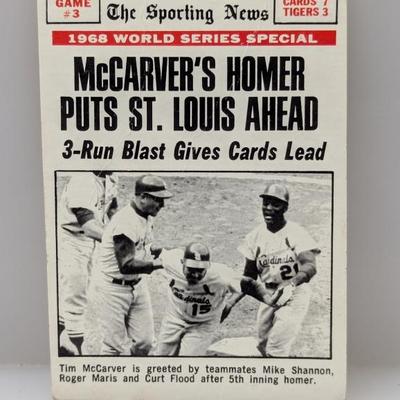 GAME The Sporting News CARDS 7
#3 TIGERS 3
1968 WORLD SERIES SPECIAL
McCARVER'S HOMER
PUTS ST. LOUIS AHEAD
3-Run Blast Gives Cards Lead
Cardinals
15
Cardinals
21
Tim McCarver is greeted by teammates Mike Shannon,
Roger Maris and Curt Flood after 5th inning homer.